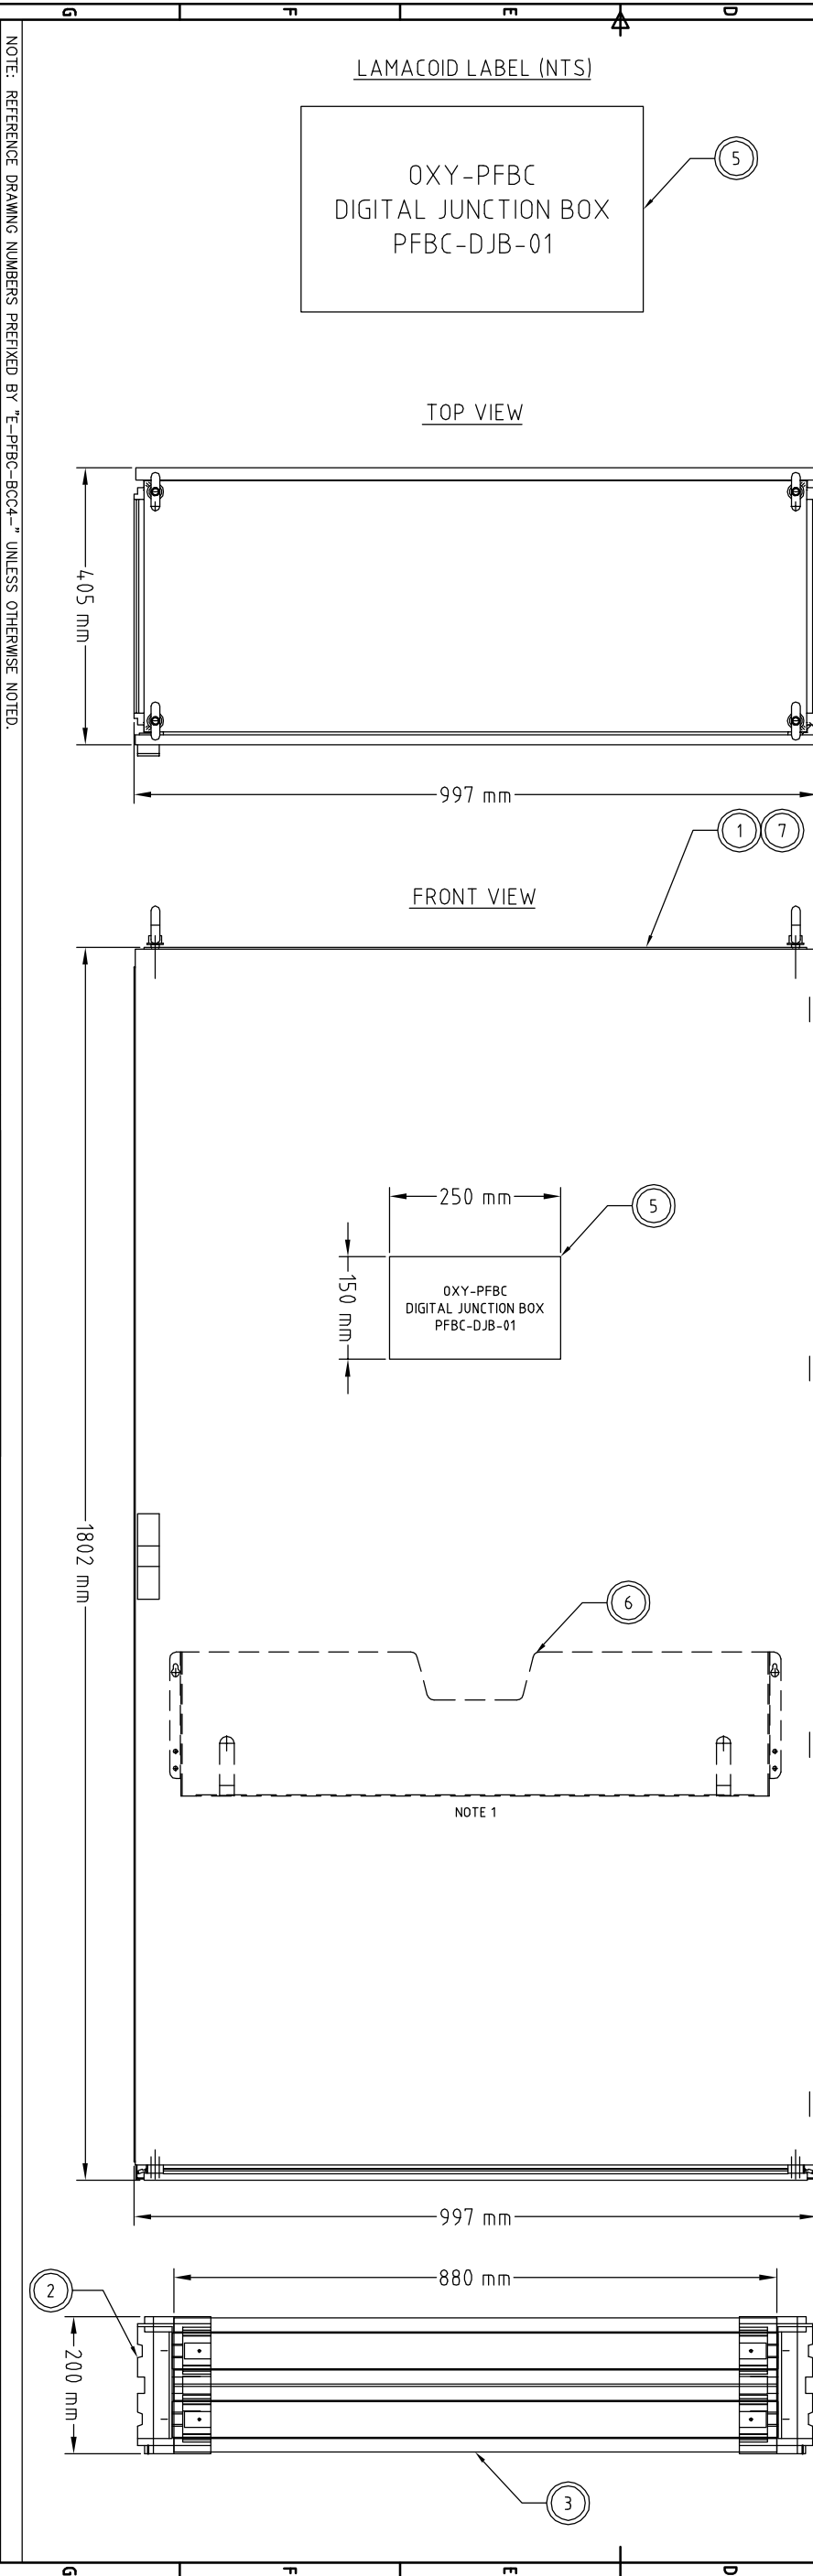 G F E D
NOTE: REFERENCE DRAWING NUMBERS PREFIXED BY "E-PFBC-BCC4-" UNLESS OTHERWISE NOTED.
LAMACOID LABEL (NTS)
5
OXY-PFBC
DIGITAL JUNCTION BOX
PFBC-DJB-01
TOP VIEW
405 mm
997 mm
1 7
FRONT VIEW
250 mm
5
150 mm
OXY-PFBC
DIGITAL JUNCTION BOX
PFBC-DJB-01
1802 mm
6
NOTE 1
997 mm
880 mm
2
200 mm
3
G F E D